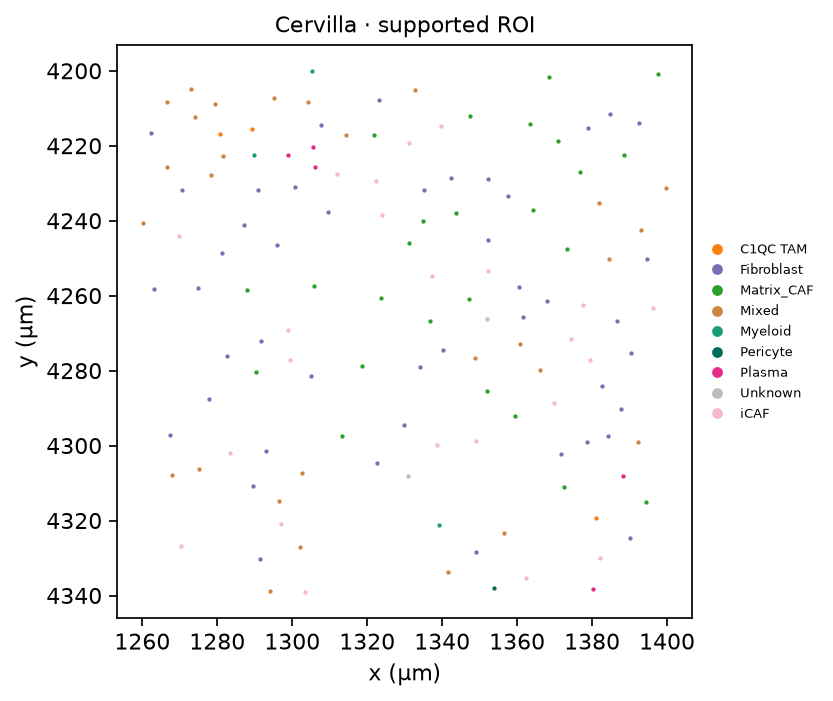 Cervilla · supported ROI
4200
4220
4240
4260
4280
4300
4320
4340
y (µm)
1260 1280 1300 1320 1340 1360 1380 1400
x (µm)
C1QC TAM
Fibroblast
Matrix_CAF
Mixed
Myeloid
Pericyte
Plasma
Unknown
iCAF